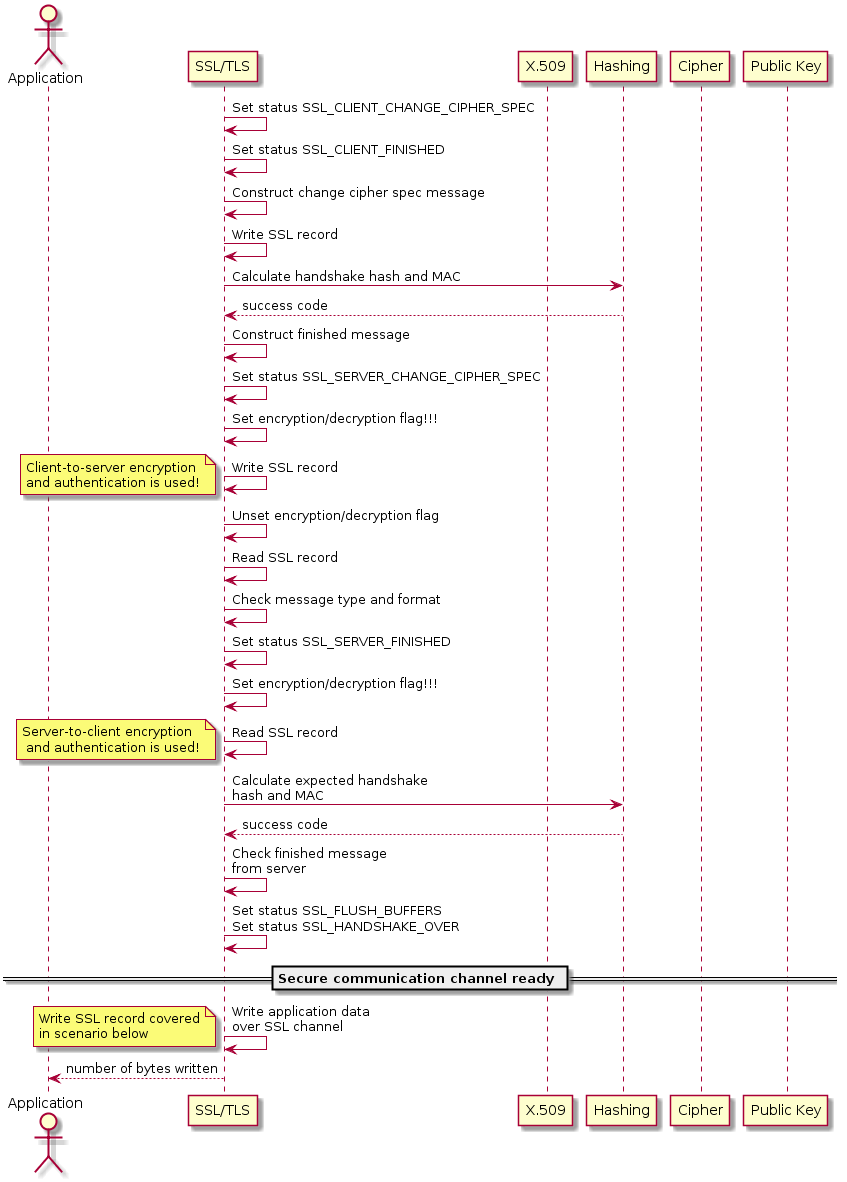 Application
SSL/TLS
X.509
Hashing
Cipher
Public Key
Set status SSL_CLIENT_CHANGE_CIPHER_SPEC
Set status SSL_CLIENT_FINISHED
Construct change cipher spec message
Write SSL record
Calculate handshake hash and MAC
success code
Construct finished message
Set status SSL_SERVER_CHANGE_CIPHER_SPEC
Set encryption/decryption flag!!!
Client-to-server encryption
and authentication is used!
Write SSL record
Unset encryption/decryption flag
Read SSL record
Check message type and format
Set status SSL_SERVER_FINISHED
Set encryption/decryption flag!!!
Server-to-client encryption
and authentication is used!
Read SSL record
Calculate expected handshake
hash and MAC
success code
Check finished message
from server
Set status SSL_FLUSH_BUFFERS
Set status SSL_HANDSHAKE_OVER
Secure communication channel ready
Write SSL record covered
in scenario below
Write application data
over SSL channel
number of bytes written
Application
SSL/TLS
X.509
Hashing
Cipher
Public Key